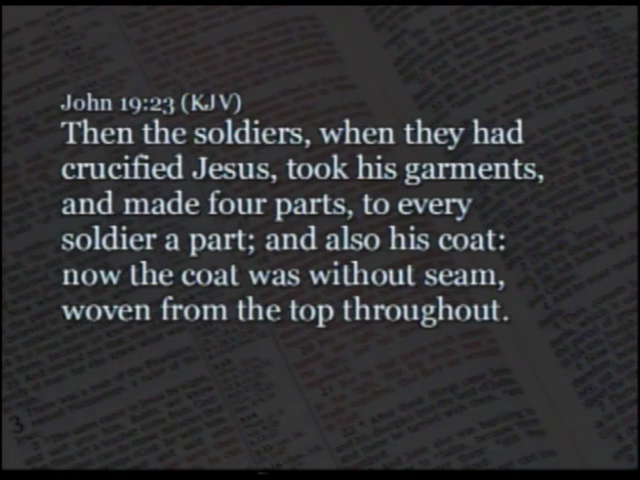 John 19:23 (KJV)
Then the soldiers, when they had
crucified Jesus, took his garments,
and made four parts, to every
soldier a part; and also his coat:
now the coat was without seam,
woven from the top throughout.
3